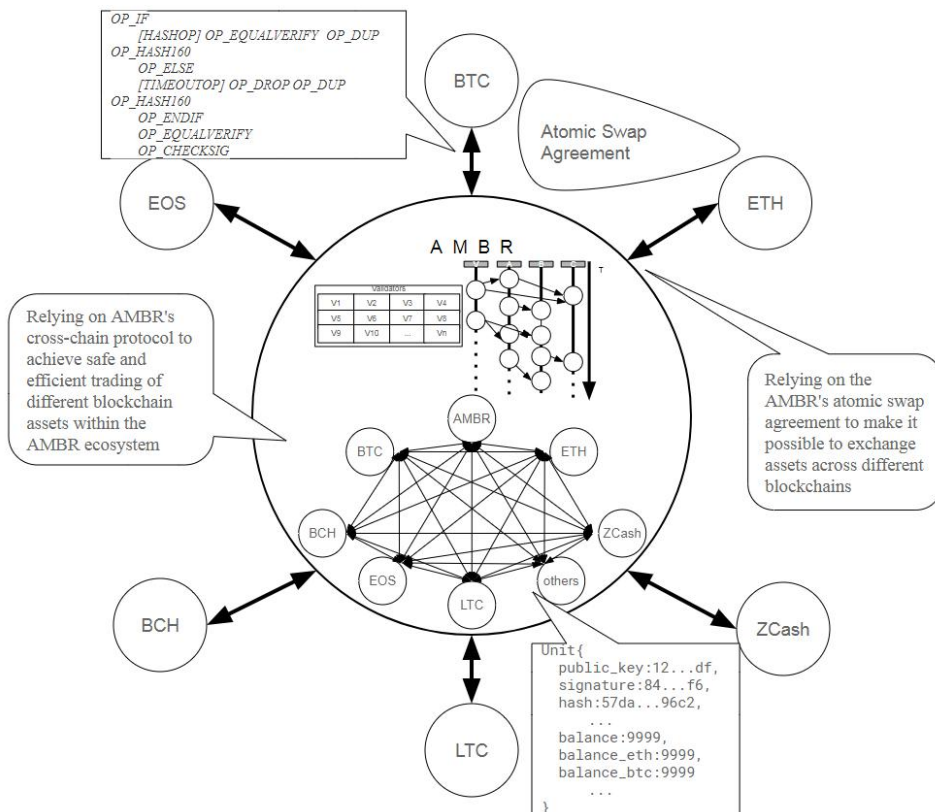 OP_IF
[HASHOP] OP_EQUALVERIFY OP_DUP
OP_HASH160
OP_ELSE
[TIMEOUTOP] OP_DROP OP_DUP
OP_HASH160
OP_ENDIF
OP_EQUALVERIFY
OP_CHECKSIG
BTC
Atomic Swap
Agreement
EOS
ETH
A M B R
V A B C
T
Validators
V1 V2 V3 V4
V5 V6 V7 V8
V9 V10 ... Vn
Relying on AMBR's
cross-chain protocol to
achieve safe and
efficient trading of
different blockchain
assets within the
AMBR ecosystem
Relying on the
AMBR's atomic swap
agreement to make it
possible to exchange
assets across different
blockchains
AMBR
BTC
ETH
BCH
ZCash
EOS
others
LTC
BCH
ZCash
LTC
Unit{
public_key:12...df,
signature:84...f6,
hash:57da...96c2,
...
balance:9999,
balance_eth:9999,
balance_btc:9999
...
}